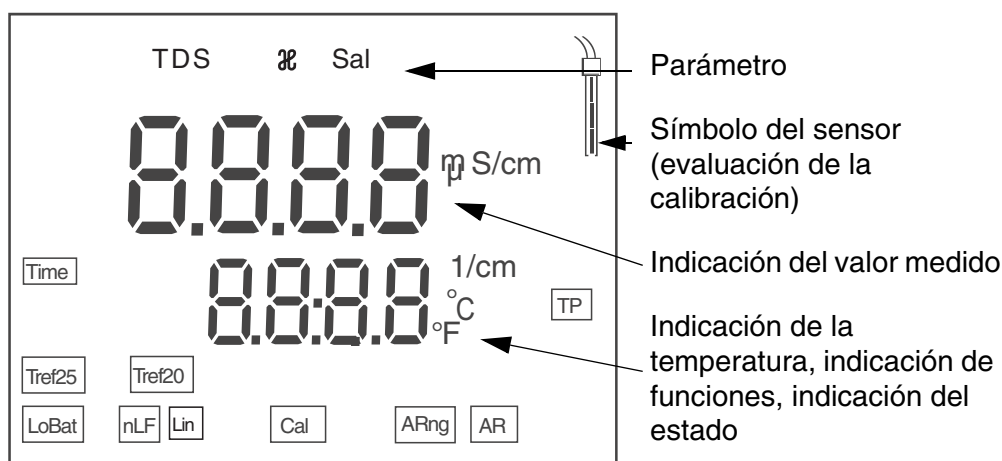 TDS ℋ Sal
Parámetro
Símbolo del sensor
(evaluación de la
calibración)
8.8.8.8
m
µ S/cm
Indicación del valor medido
Time
8.8:8.8
1/cm
°C
°F
TP
Indicación de la
temperatura, indicación de
funciones, indicación del
estado
Tref25 Tref20
LoBat nLF Lin Cal ARng AR